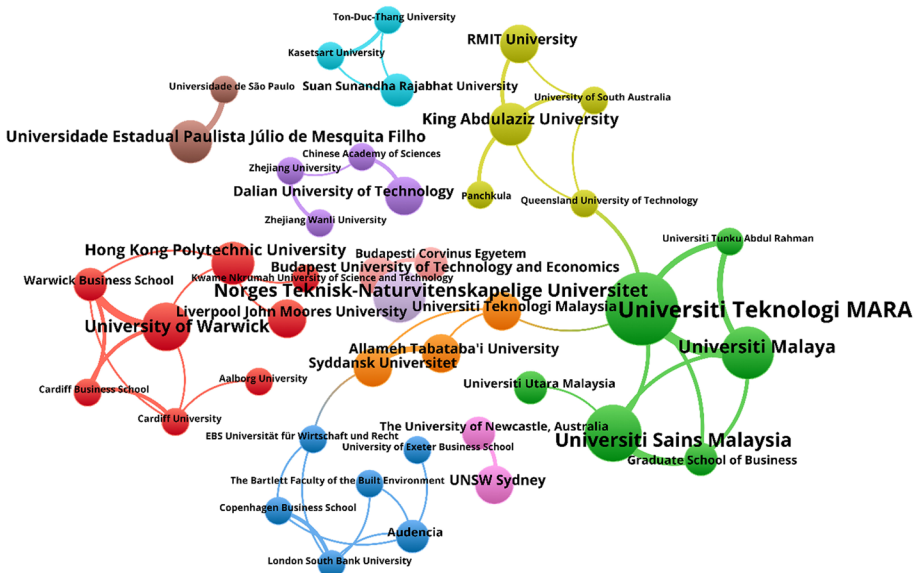 Ton-Duc-Thang University
RMIT University
Kasetsart University
Universidade de São Paulo
Suan Sunandha Rajabhat University
University of South Australia
King Abdulaziz University
Universidade Estadual Paulista Júlio de Mesquita Filho
Chinese Academy of Sciences
Zhejiang University
Dalian University of Technology
Panchkula
Queensland University of Technology
Zhejiang Wanli University
Universiti Tunku Abdul Rahman
Hong Kong Polytechnic University
Budapesti Corvinus Egyetem
Budapest University of Technology and Economics
Kwame Nkrumah University of Science and Technology
Warwick Business School
Norges Teknisk-Naturvitenskapelige Universitet
Universiti Teknologi Malaysia
Universiti Teknologi MARA
Liverpool John Moores University
University of Warwick
Universiti Malaya
Allameh Tabataba'i University
Syddansk Universitet
Aalborg University
Universiti Utara Malaysia
Cardiff Business School
Cardiff University
The University of Newcastle, Australia
EBS Universität für Wirtschaft und Recht
Universiti Sains Malaysia
University of Exeter Business School
Graduate School of Business
The Bartlett Faculty of the Built Environment
UNSW Sydney
Copenhagen Business School
Audencia
London South Bank University